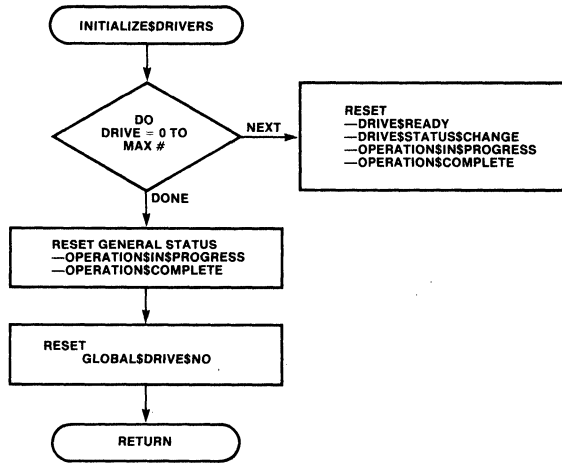 INITIALIZE$DRIVERS
DO
DRIVE = 0 TO
MAX #
NEXT
RESET
—DRIVE$READY
—DRIVE$STATUS$CHANGE
—OPERATION$IN$PROGRESS
—OPERATION$COMPLETE
DONE
RESET GENERAL STATUS
—OPERATION$IN$PROGRESS
—OPERATION$COMPLETE
RESET
GLOBAL$DRIVE$NO
RETURN